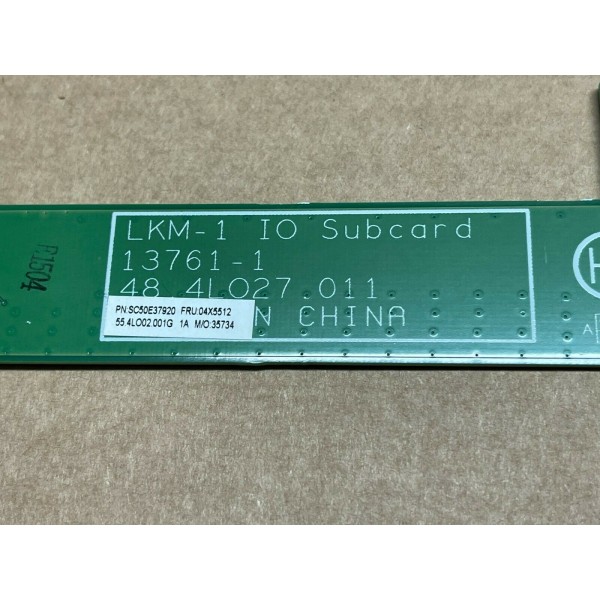 LKM-1 IO Subcard
13761-1
48.4LO27.011
N CHINA
PN:SC50E37920 FRU:04X5512
55.4LO02.001G 1A M/O:35734
R1504
H
A